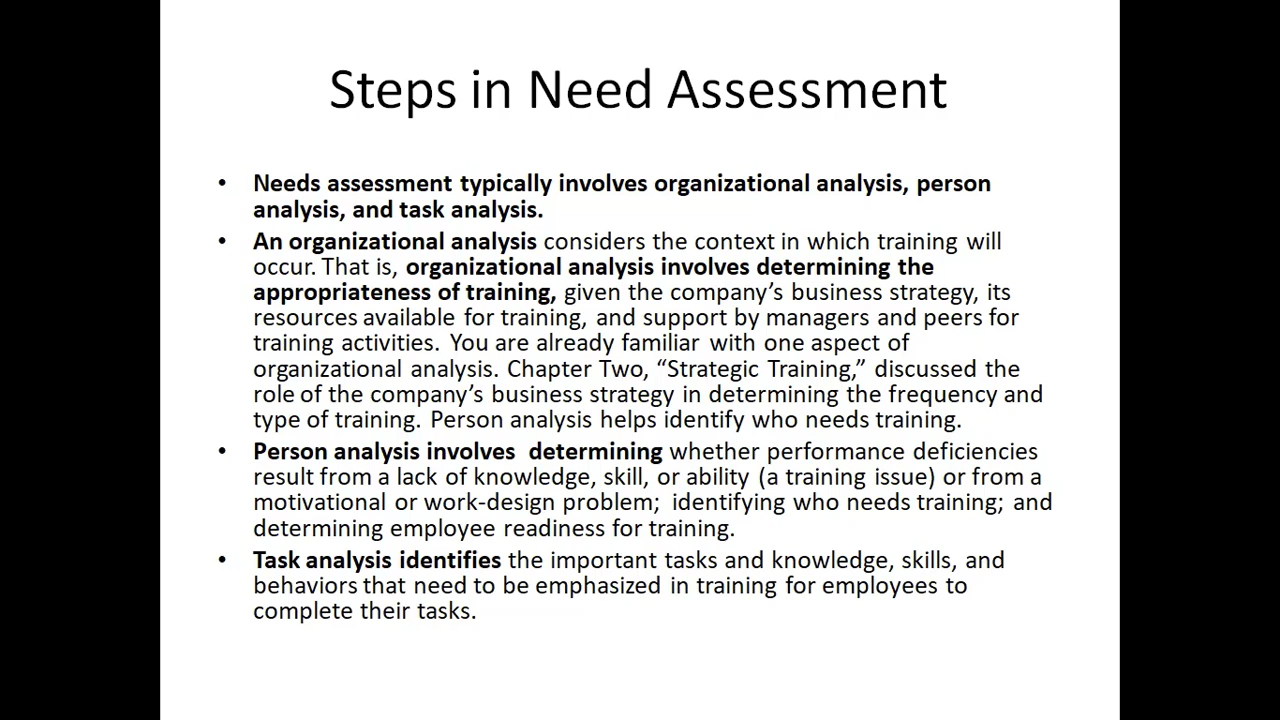 Steps in Need Assessment
• Needs assessment typically involves organizational analysis, person
analysis, and task analysis.
• An organizational analysis considers the context in which training will
occur. That is, organizational analysis involves determining the
appropriateness of training, given the company’s business strategy, its
resources available for training, and support by managers and peers for
training activities. You are already familiar with one aspect of
organizational analysis. Chapter Two, “Strategic Training,” discussed the
role of the company’s business strategy in determining the frequency and
type of training. Person analysis helps identify who needs training.
• Person analysis involves determining whether performance deficiencies
result from a lack of knowledge, skill, or ability (a training issue) or from a
motivational or work-design problem; identifying who needs training; and
determining employee readiness for training.
• Task analysis identifies the important tasks and knowledge, skills, and
behaviors that need to be emphasized in training for employees to
complete their tasks.